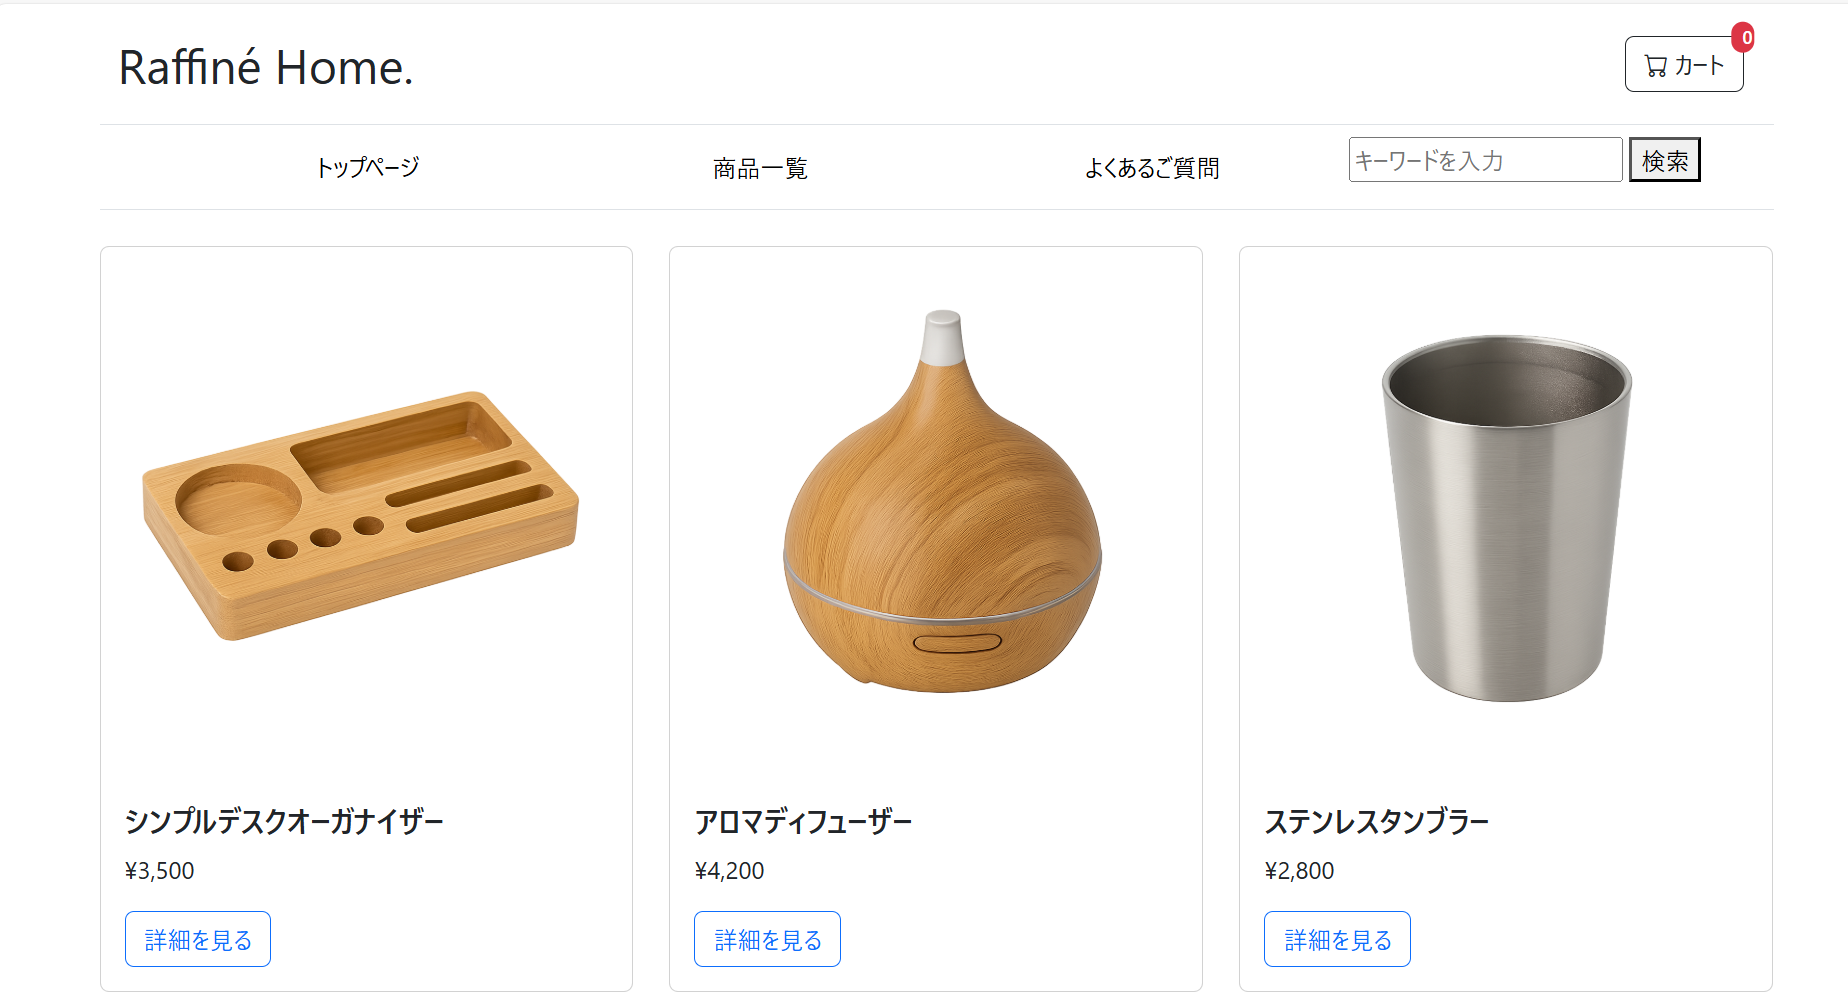 Raffiné Home.
0
カート
トップページ
商品一覧
よくあるご質問
キーワードを入力
検索
シンプルデスクオーガナイザー
¥3,500
詳細を見る
アロマディフューザー
¥4,200
詳細を見る
ステンレスタンブラー
¥2,800
詳細を見る